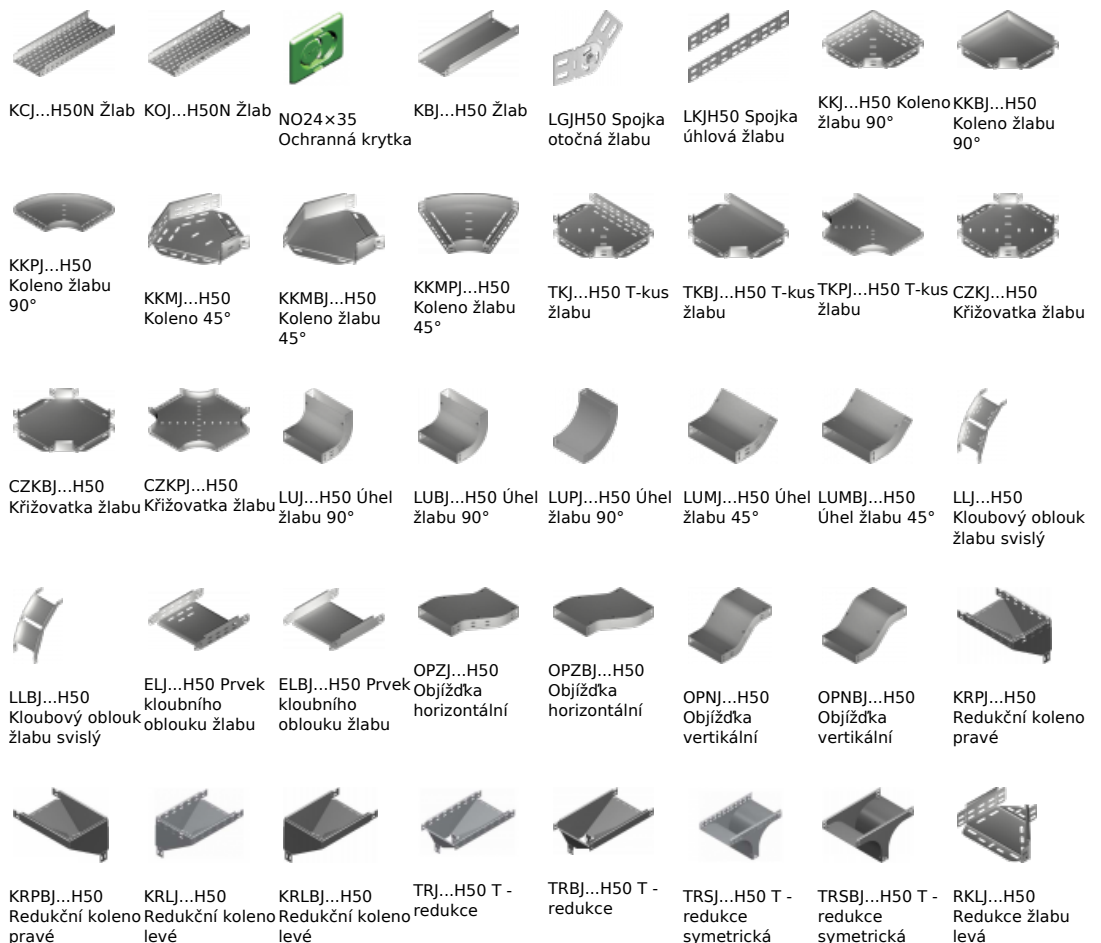 KCJ...H50N Žlab
KOJ...H50N Žlab
NO24×35
Ochranná krytka
KBJ...H50 Žlab
LGJH50 Spojka
otočná žlabu
LKJH50 Spojka
úhlová žlabu
KKJ...H50 Koleno
žlabu 90°
KKBJ...H50
Koleno žlabu
90°
KKPJ...H50
Koleno žlabu
90°
KKMJ...H50
Koleno 45°
KKMBJ...H50
Koleno žlabu
45°
KKMPJ...H50
Koleno žlabu
45°
TKJ...H50 T-kus
žlabu
TKBJ...H50 T-kus
žlabu
TKPJ...H50 T-kus
žlabu
CZKJ...H50
Křižovatka žlabu
CZKBJ...H50
Křižovatka žlabu
CZKPJ...H50
Křižovatka žlabu
LUJ...H50 Úhel
žlabu 90°
LUBJ...H50 Úhel
žlabu 90°
LUPJ...H50 Úhel
žlabu 90°
LUMJ...H50 Úhel
žlabu 45°
LUMBJ...H50
Úhel žlabu 45°
LLJ...H50
Kloubový oblouk
žlabu svislý
LLBJ...H50
Kloubový oblouk
žlabu svislý
ELJ...H50 Prvek
kloubního
oblouku žlabu
ELBJ...H50 Prvek
kloubního
oblouku žlabu
OPZJ...H50
Objížďka
horizontální
OPZBJ...H50
Objížďka
horizontální
OPNJ...H50
Objížďka
vertikální
OPNBJ...H50
Objížďka
vertikální
KRPJ...H50
Redukční koleno
pravé
KRPBJ...H50
Redukční koleno
pravé
KRLJ...H50
Redukční koleno
levé
KRLBJ...H50
Redukční koleno
levé
TRJ...H50 T -
redukce
TRBJ...H50 T -
redukce
TRSJ...H50 T -
redukce
symetrická
TRSBJ...H50 T -
redukce
symetrická
RKLJ...H50
Redukce žlabu
levá